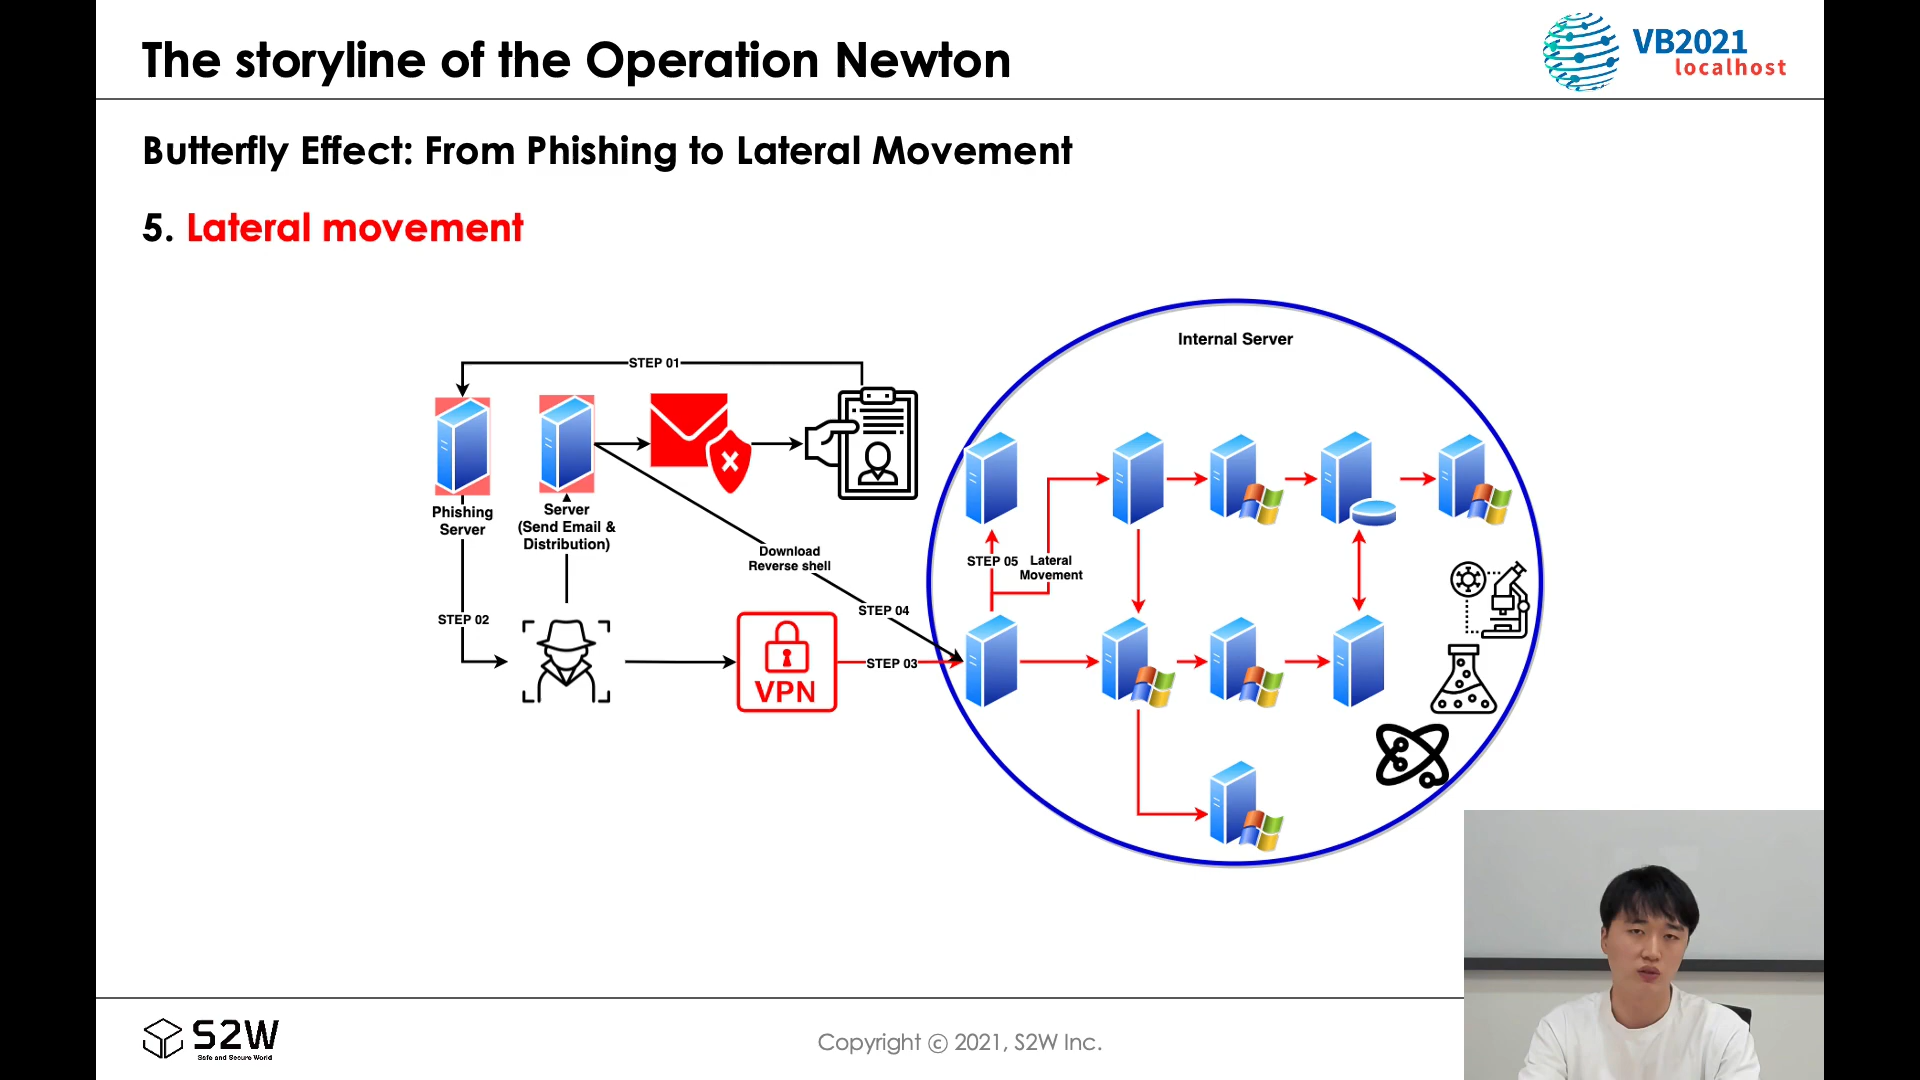 The storyline of the Operation Newton
VB2021
localhost
Butterfly Effect: From Phishing to Lateral Movement
5. Lateral movement
Internal Server
STEP 01
Phishing
Server
Server
(Send Email &
Distribution)
Download
Reverse shell
STEP 05
Lateral
Movement
STEP 04
STEP 02
STEP 03
VPN
S2W
Safe and Secure World
Copyright © 2021, S2W Inc.